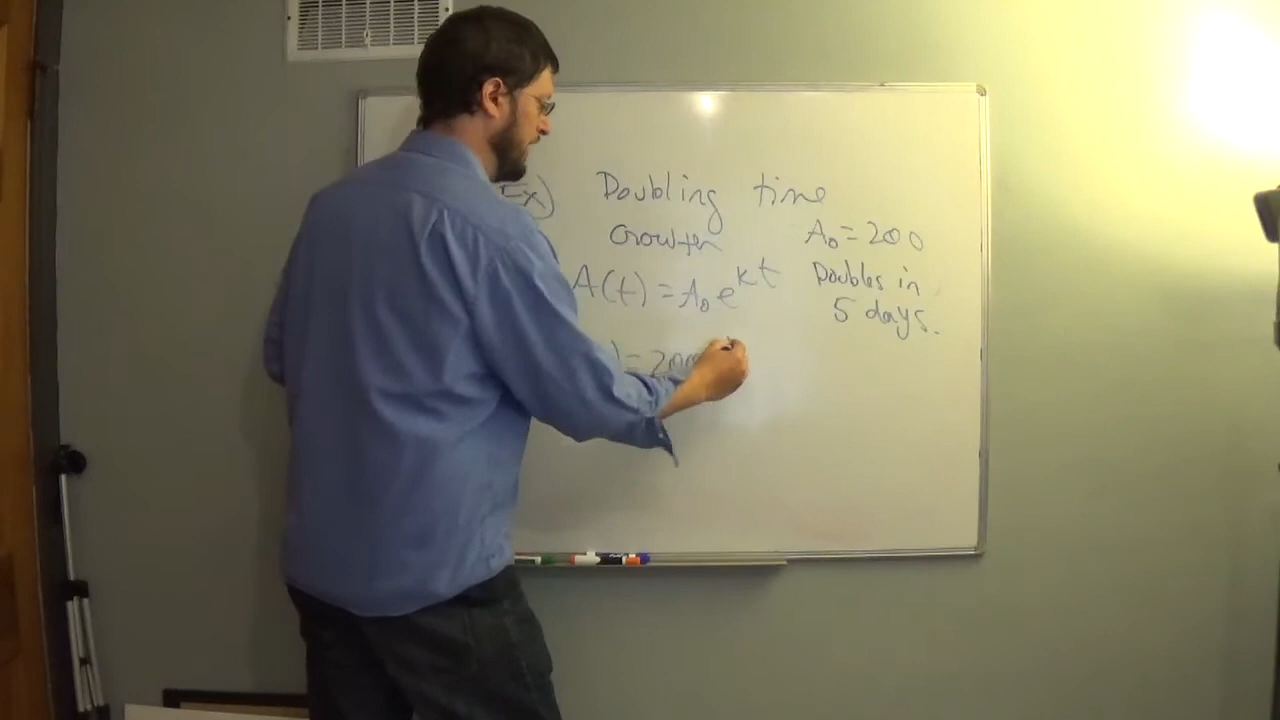 Ex) Doubling time
Growth
A₀=200
A(t)=A₀e^kt
Doubles in
5 days.
)=200